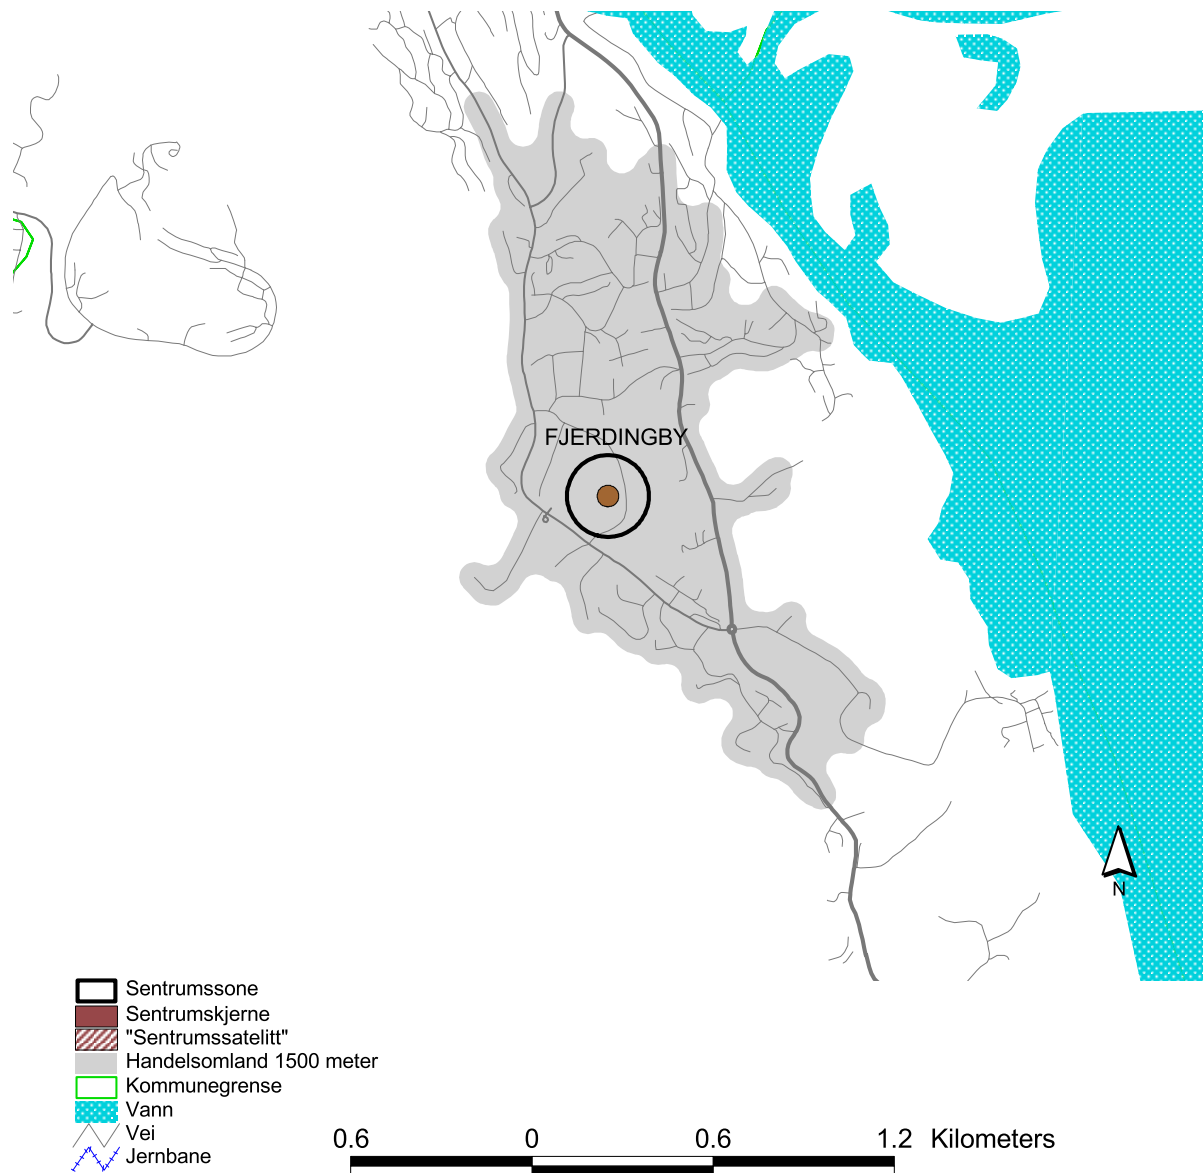 FJERDINGBY
N
Sentrumssone
Sentrumskjerne
"Sentrumssatelitt"
Handelsomland 1500 meter
Kommunegrense
Vann
Vei
Jernbane
0.6 0 0.6 1.2 Kilometers